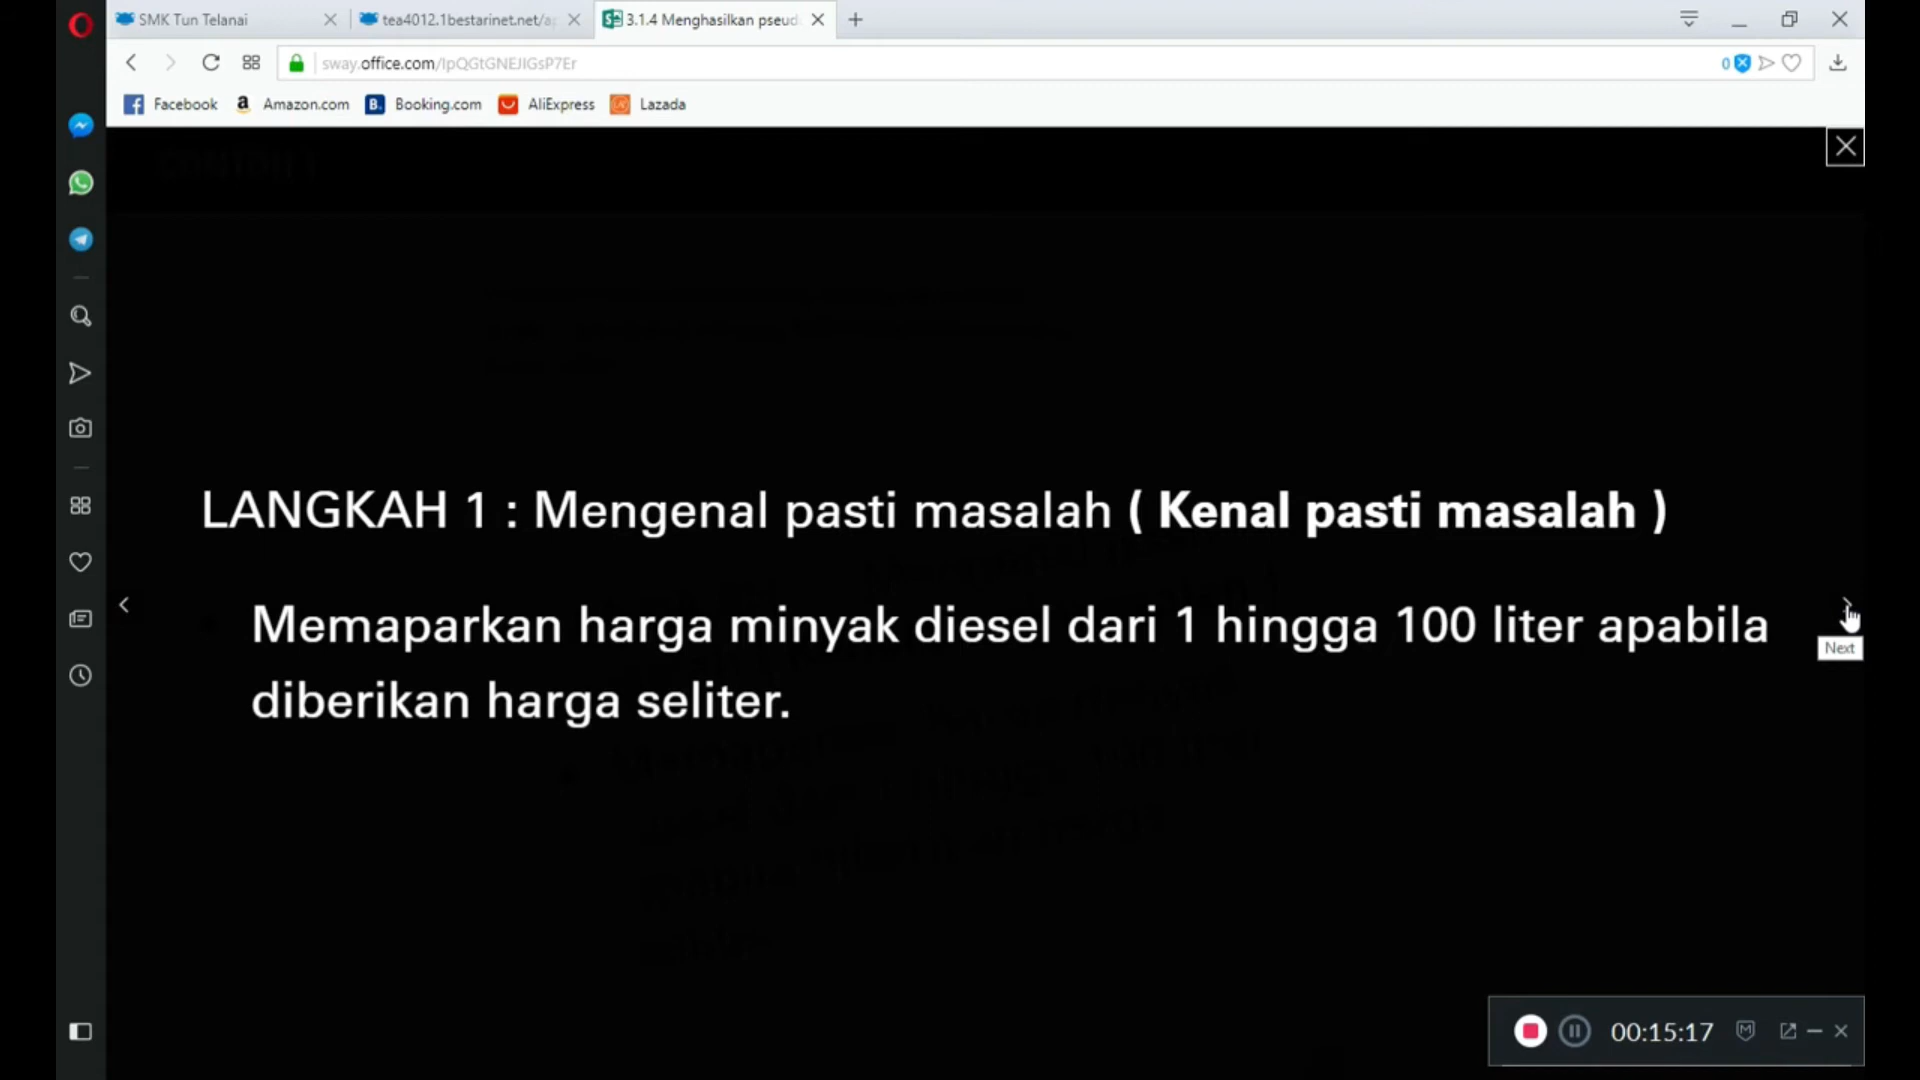 SMK Tun Telanai
tea4012.1bestarinet.net/a
3.1.4 Menghasilkan pseud
sway.office.com/IpQGtGNEJIGsP7Er
0
Facebook
Amazon.com
Booking.com
AliExpress
Lazada
LANGKAH 1 : Mengenal pasti masalah ( Kenal pasti masalah )
Memaparkan harga minyak diesel dari 1 hingga 100 liter apabila
diberikan harga seliter.
Next
00:15:17